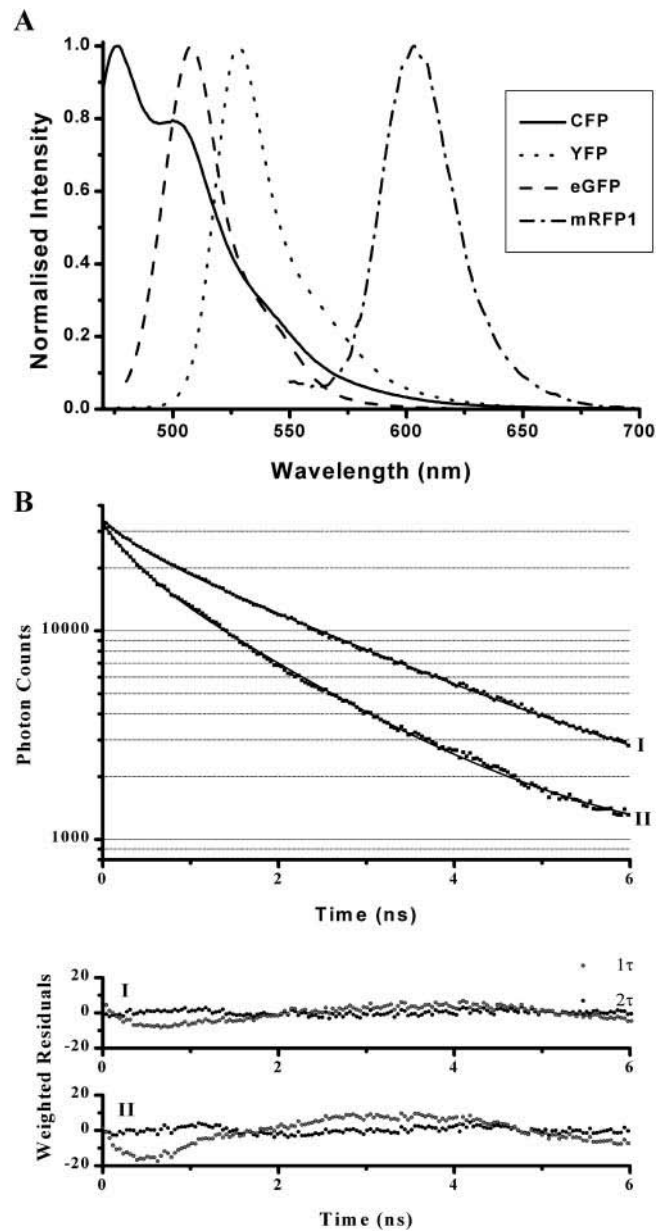 A
1.0
0.8
0.6
0.4
0.2
0.0
Normalised Intensity
500
550
600
650
700
Wavelength (nm)
CFP
YFP
eGFP
mRFP1
B
10000
1000
Photon Counts
I
II
0
2
4
6
Time (ns)
Weighted Residuals
20
0
-20
I
1τ
2τ
0
2
4
6
20
0
-20
II
0
2
4
6
Time (ns)